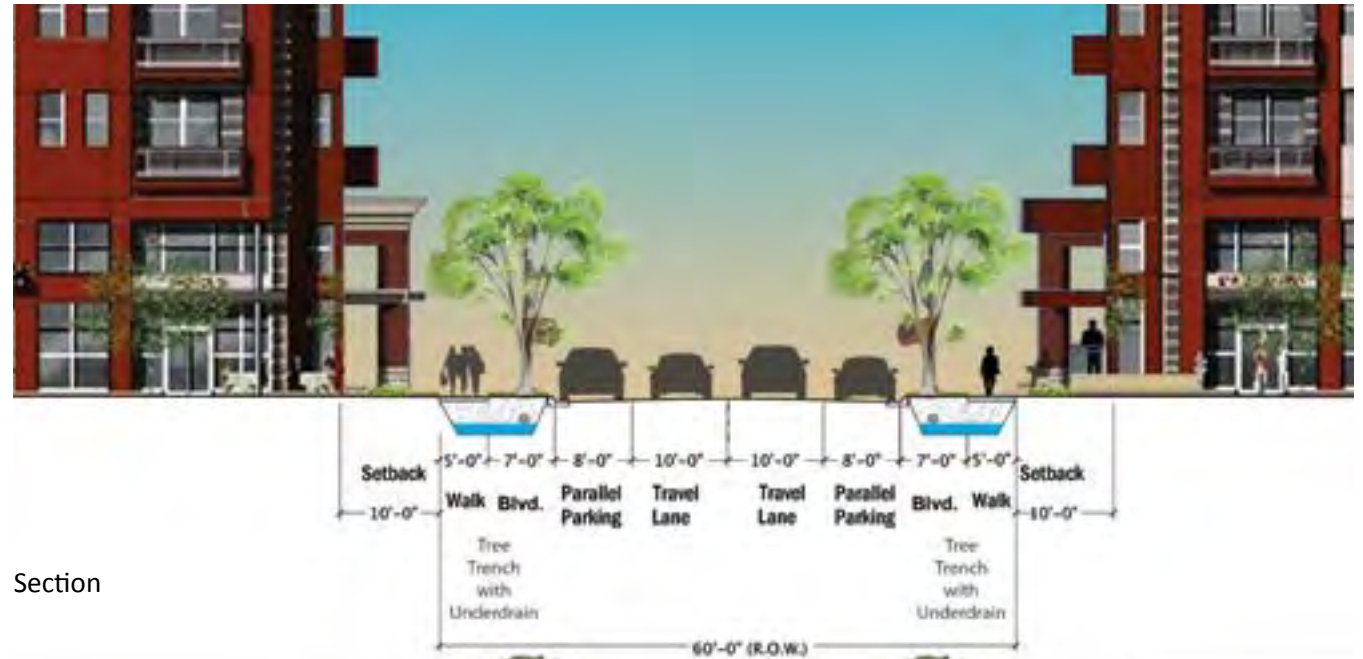 5'-0" 7'-0" 8'-0" 10'-0" 10'-0" 8'-0" 7'-0" 5'-0"
Setback Walk Blvd. Parallel Parking Travel Lane Travel Lane Parallel Parking Blvd. Walk Setback
10'-0" 10'-0"
Tree Tree
Trench Trench
with with
Underdrain Underdrain
Section
60'-0" (R.O.W.)